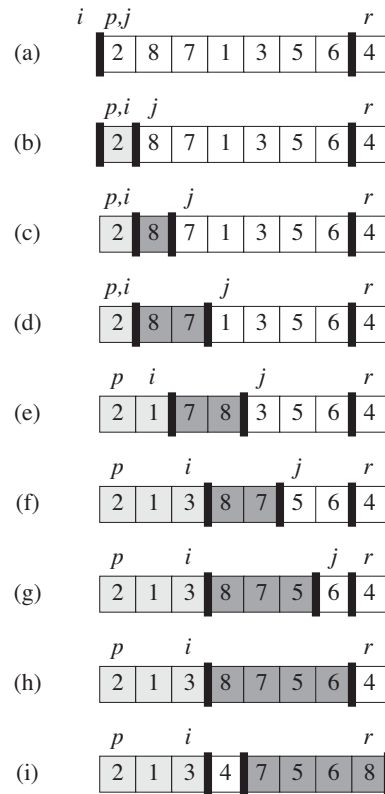 i p,j r
(a) 2 8 7 1 3 5 6 4
p,i j r
(b) 2 8 7 1 3 5 6 4
p,i j r
(c) 2 8 7 1 3 5 6 4
p,i j r
(d) 2 8 7 1 3 5 6 4
p i j r
(e) 2 1 7 8 3 5 6 4
p i j r
(f) 2 1 3 8 7 5 6 4
p i j r
(g) 2 1 3 8 7 5 6 4
p i r
(h) 2 1 3 8 7 5 6 4
p i r
(i) 2 1 3 4 7 5 6 8